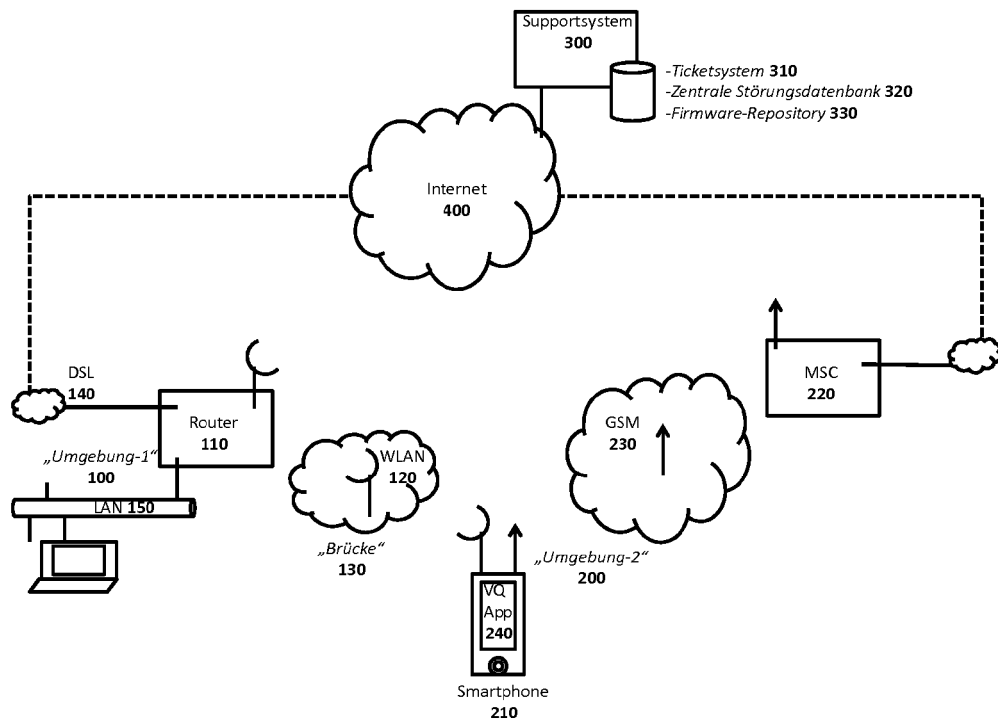 Supportsystem
300
-Ticketsystem 310
-Zentrale Störungsdatenbank 320
-Firmware-Repository 330
Internet
400
DSL
140
Router
110
„Umgebung-1“
100
LAN 150
WLAN
120
„Brücke“
130
GSM
230
MSC
220
„Umgebung-2“
200
VQ
App
240
Smartphone
210